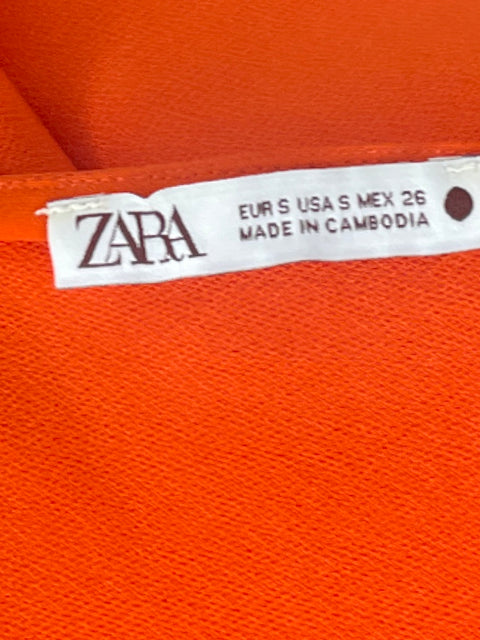 ZARA
EUR S USA S MEX 26
MADE IN CAMBODIA